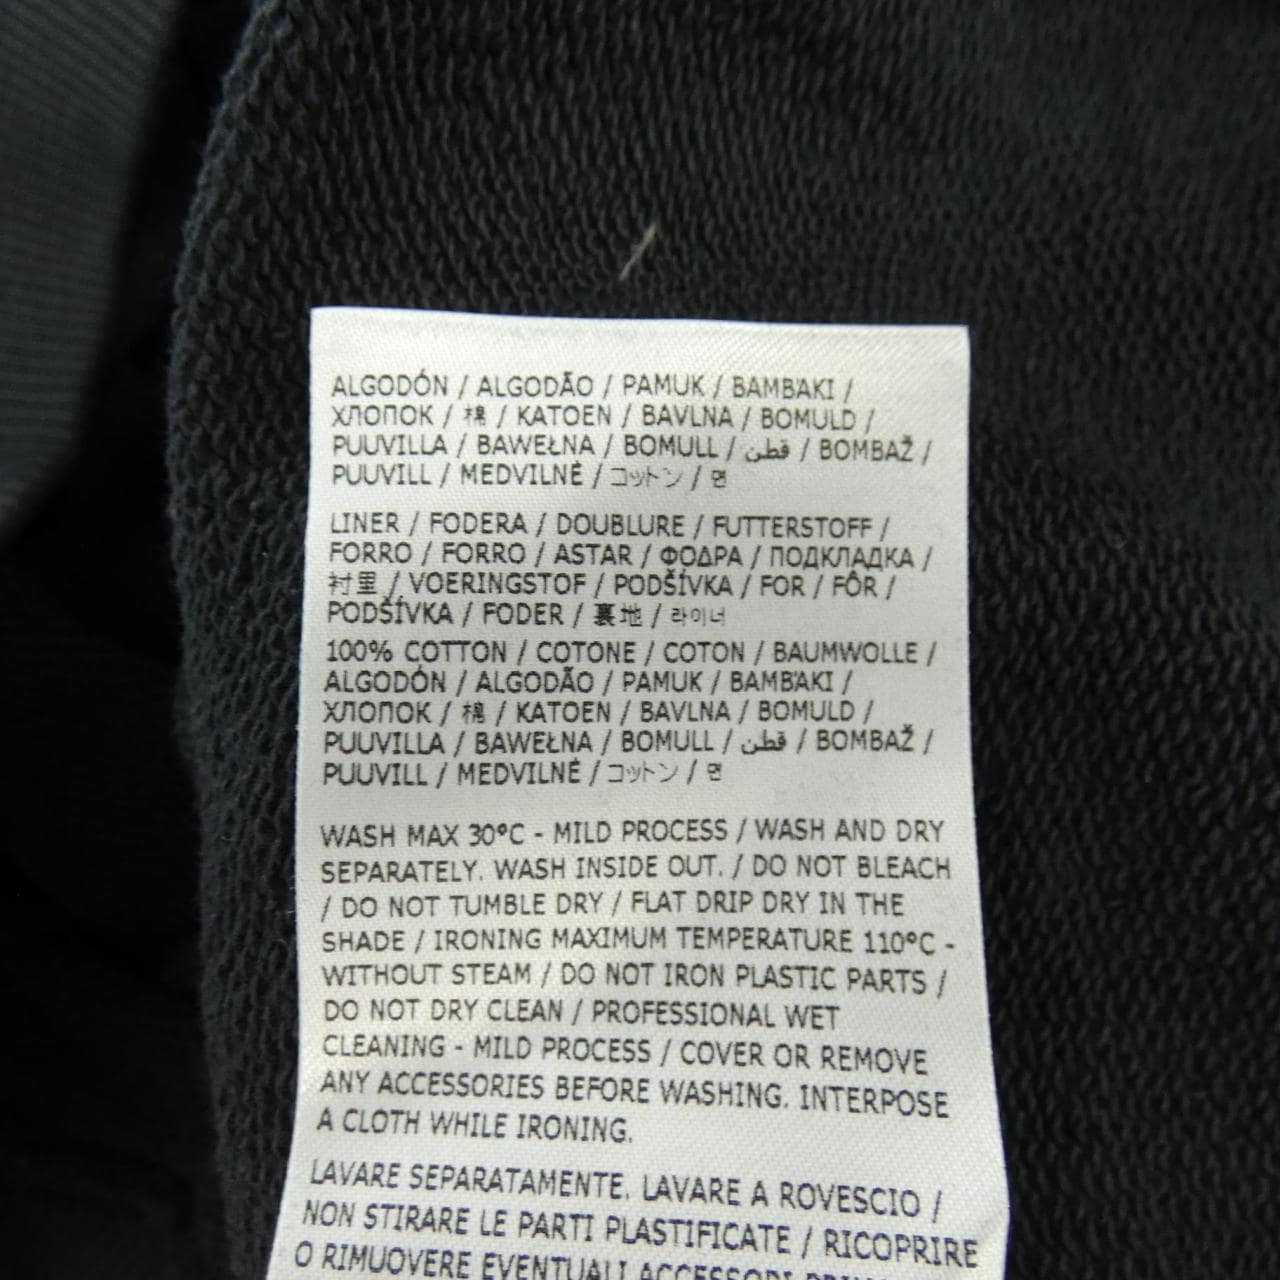 ALGODÓN / ALGODÃO / PAMUK / BAMBAKI /
ХЛОПОК / 棉 / KATOEN / BAVLNA / BOMULD /
PUUVILLA / BAWEŁNA / BOMULL / قطن / BOMBAŽ /
PUUVILL / MEDVILNĖ / コットン / 면
LINER / FODERA / DOUBLURE / FUTTERSTOFF /
FORRO / FORRO / ASTAR / ΦΟΔΡΑ / ПОДКЛАДКА /
衬里 / VOERINGSTOF / PODŠÍVKA / FOR / FÔR /
PODŠÍVKA / FODER / 裏地 / 라이너
100% COTTON / COTONE / COTON / BAUMWOLLE /
ALGODÓN / ALGODÃO / PAMUK / BAMBAKI /
ХЛОПОК / 棉 / KATOEN / BAVLNA / BOMULD /
PUUVILLA / BAWEŁNA / BOMULL / قطن / BOMBAŽ /
PUUVILL / MEDVILNĖ / コットン / 면
WASH MAX 30°C - MILD PROCESS / WASH AND DRY
SEPARATELY. WASH INSIDE OUT. / DO NOT BLEACH
/ DO NOT TUMBLE DRY / FLAT DRIP DRY IN THE
SHADE / IRONING MAXIMUM TEMPERATURE 110°C -
WITHOUT STEAM / DO NOT IRON PLASTIC PARTS /
DO NOT DRY CLEAN / PROFESSIONAL WET
CLEANING - MILD PROCESS / COVER OR REMOVE
ANY ACCESSORIES BEFORE WASHING. INTERPOSE
A CLOTH WHILE IRONING.
LAVARE SEPARATAMENTE. LAVARE A ROVESCIO /
NON STIRARE LE PARTI PLASTIFICATE / RICOPRIRE
O RIMUOVERE EVENTUALI ACCESSORI